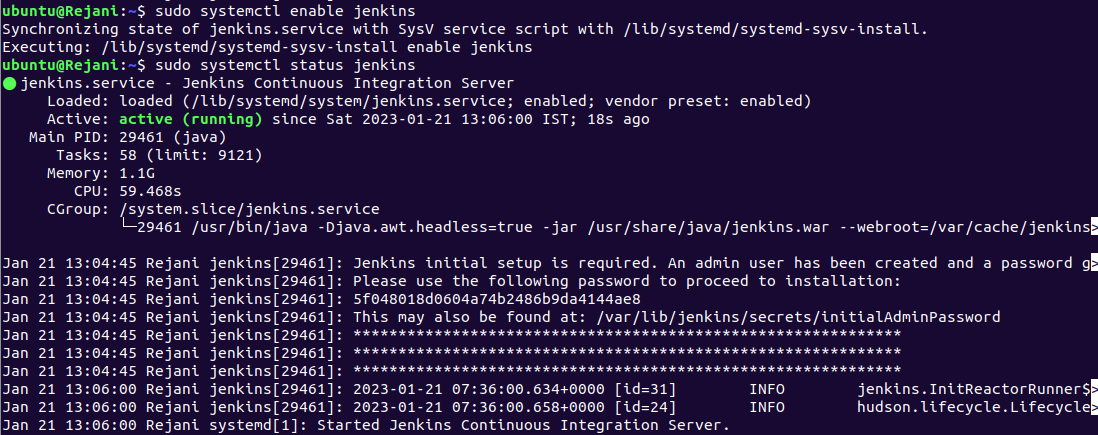 ubuntu@Rejani:~$ sudo systemctl enable jenkins
Synchronizing state of jenkins.service with SysV service script with /lib/systemd/systemd-sysv-install.
Executing: /lib/systemd/systemd-sysv-install enable jenkins
ubuntu@Rejani:~$ sudo systemctl status jenkins
● jenkins.service - Jenkins Continuous Integration Server
     Loaded: loaded (/lib/systemd/system/jenkins.service; enabled; vendor preset: enabled)
     Active: active (running) since Sat 2023-01-21 13:06:00 IST; 18s ago
   Main PID: 29461 (java)
      Tasks: 58 (limit: 9121)
     Memory: 1.1G
        CPU: 59.468s
     CGroup: /system.slice/jenkins.service
             └─29461 /usr/bin/java -Djava.awt.headless=true -jar /usr/share/java/jenkins.war --webroot=/var/cache/jenkins>
Jan 21 13:04:45 Rejani jenkins[29461]: Jenkins initial setup is required. An admin user has been created and a password g>
Jan 21 13:04:45 Rejani jenkins[29461]: Please use the following password to proceed to installation:
Jan 21 13:04:45 Rejani jenkins[29461]: 5f048018d0604a74b2486b9da4144ae8
Jan 21 13:04:45 Rejani jenkins[29461]: This may also be found at: /var/lib/jenkins/secrets/initialAdminPassword
Jan 21 13:04:45 Rejani jenkins[29461]: *************************************************************
Jan 21 13:04:45 Rejani jenkins[29461]: *************************************************************
Jan 21 13:04:45 Rejani jenkins[29461]: *************************************************************
Jan 21 13:06:00 Rejani jenkins[29461]: 2023-01-21 07:36:00.634+0000 [id=31]        INFO        jenkins.InitReactorRunner$>
Jan 21 13:06:00 Rejani jenkins[29461]: 2023-01-21 07:36:00.658+0000 [id=24]        INFO        hudson.lifecycle.Lifecycle>
Jan 21 13:06:00 Rejani systemd[1]: Started Jenkins Continuous Integration Server.